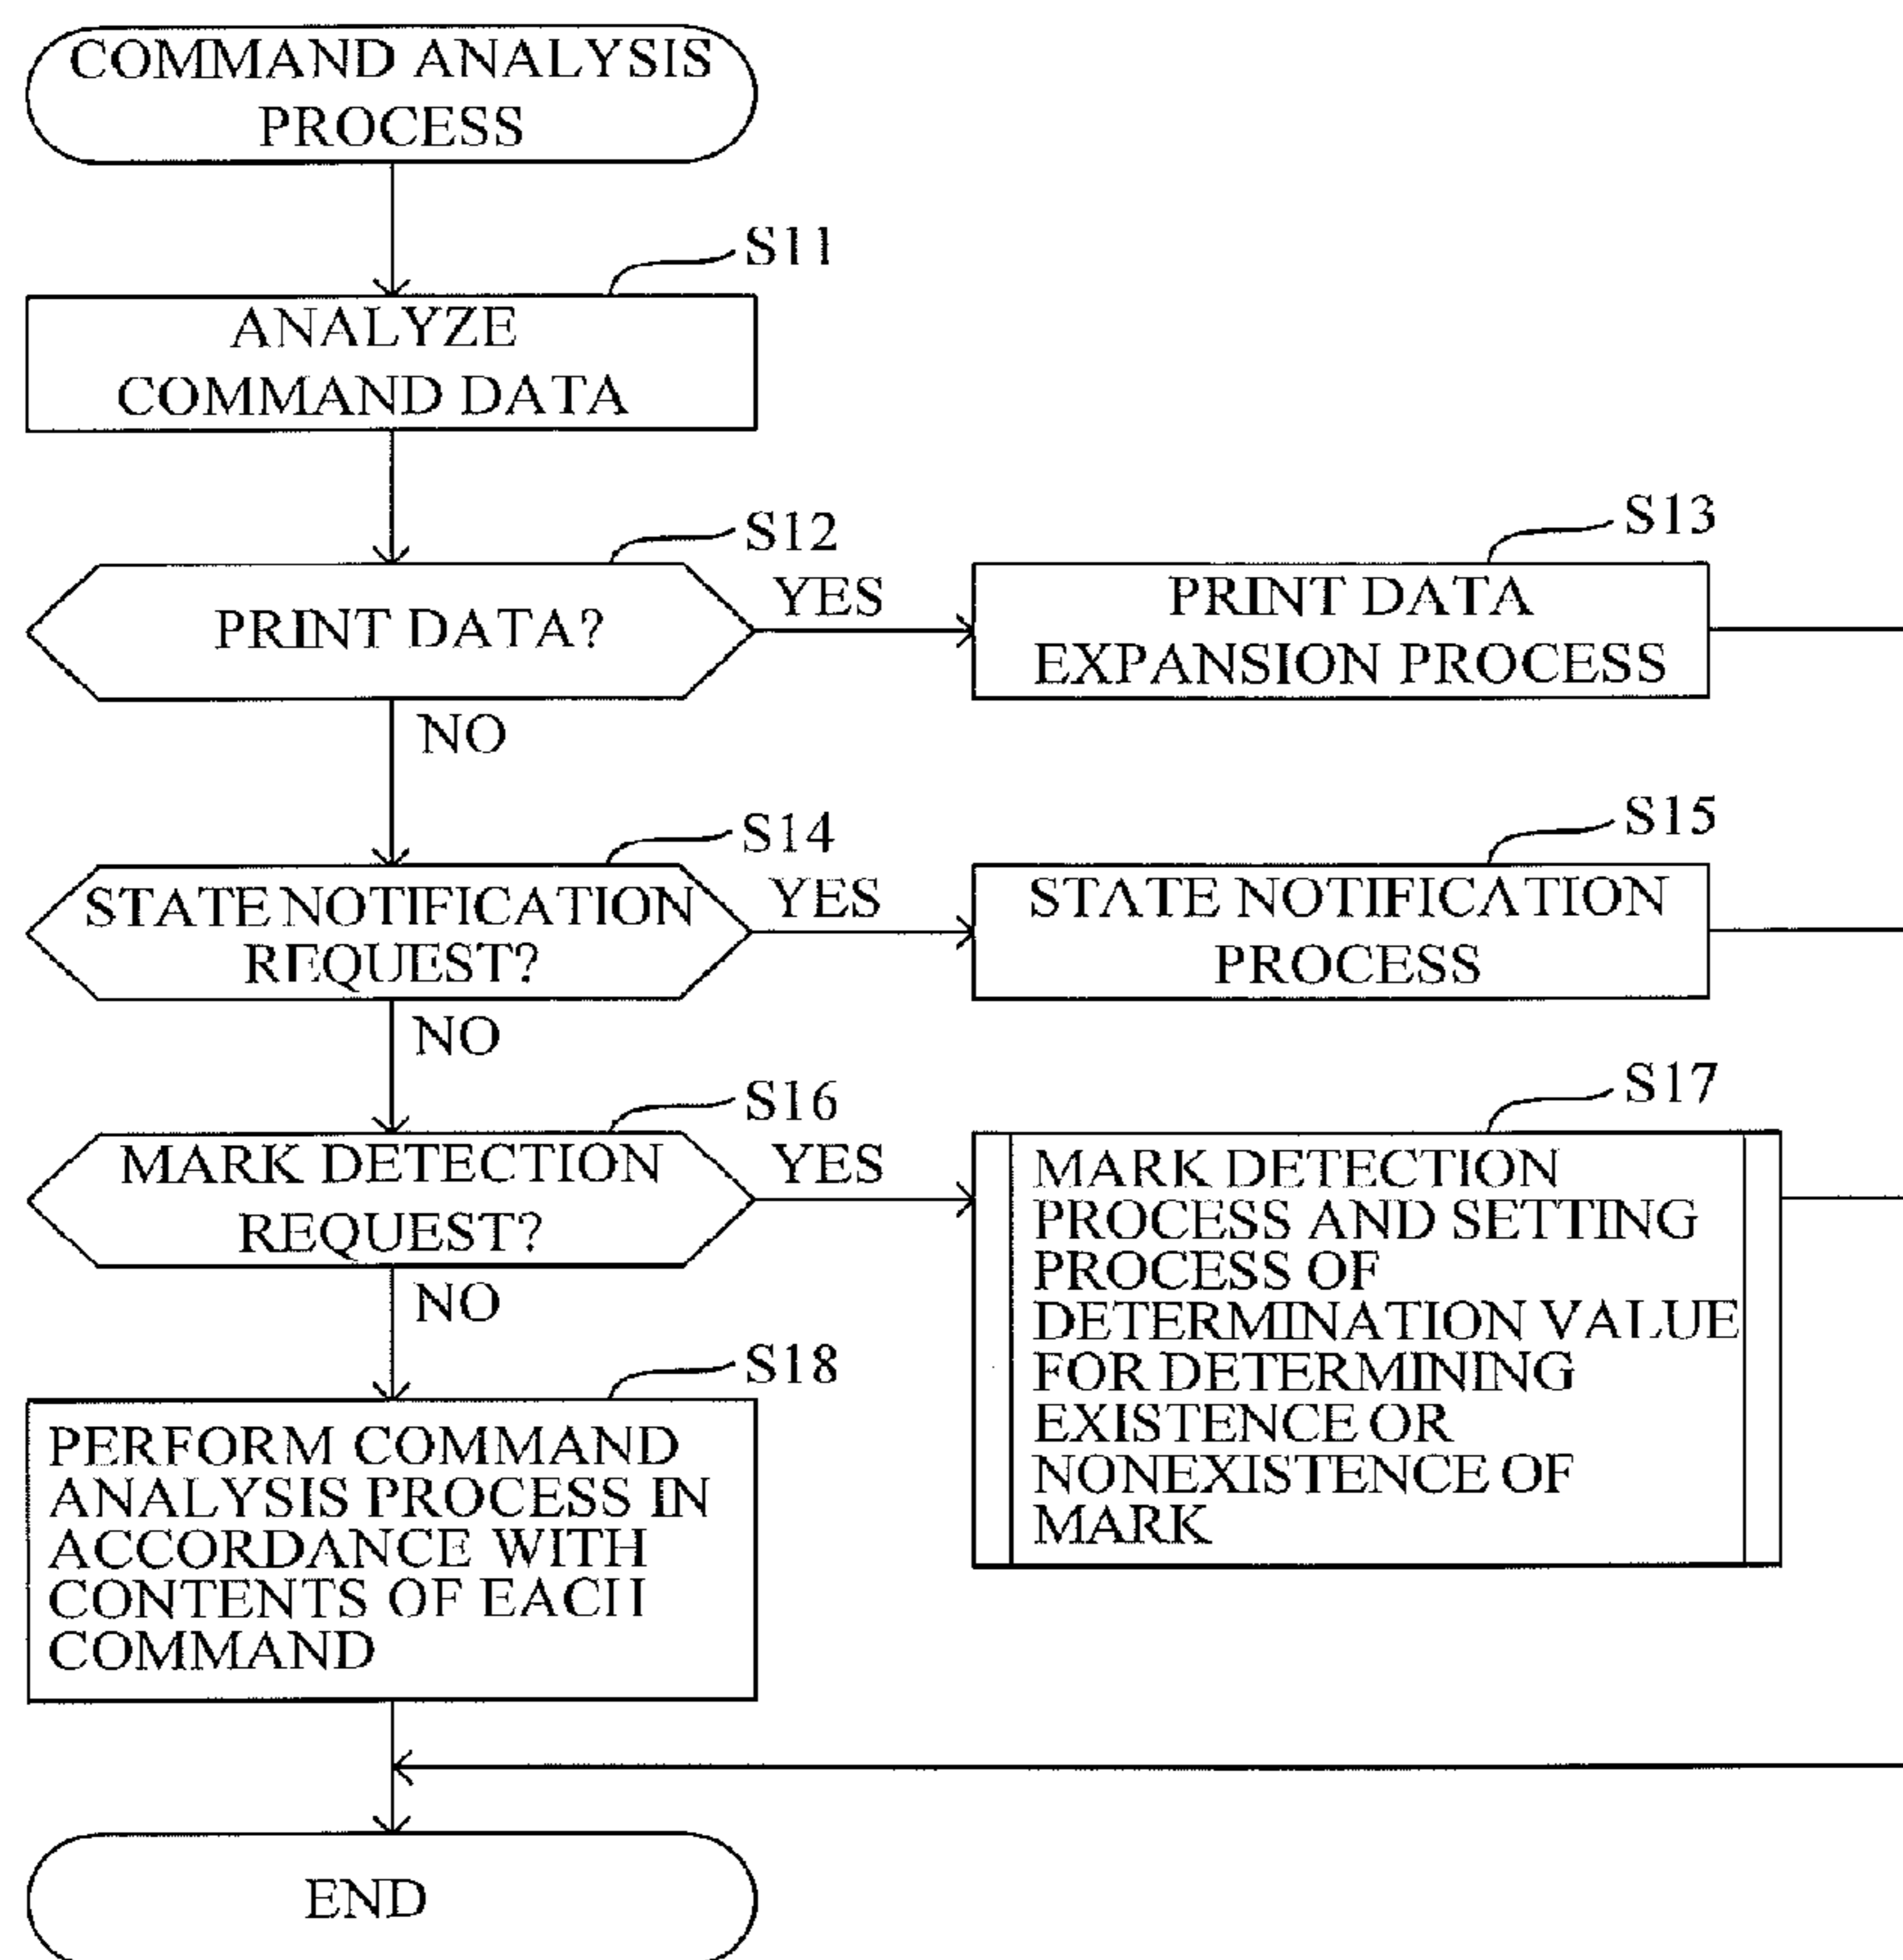 COMMAND ANALYSIS
PROCESS
S11
ANALYZE
COMMAND DATA
S12
PRINT DATA?
YES
NO
S13
PRINT DATA
EXPANSION PROCESS
S14
STATE NOTIFICATION
REQUEST?
YES
NO
S15
STATE NOTIFICATION
PROCESS
S16
MARK DETECTION
REQUEST?
YES
NO
S17
MARK DETECTION
PROCESS AND SETTING
PROCESS OF
DETERMINATION VALUE
FOR DETERMINING
EXISTENCE OR
NONEXISTENCE OF
MARK
S18
PERFORM COMMAND
ANALYSIS PROCESS IN
ACCORDANCE WITH
CONTENTS OF EACH
COMMAND
END